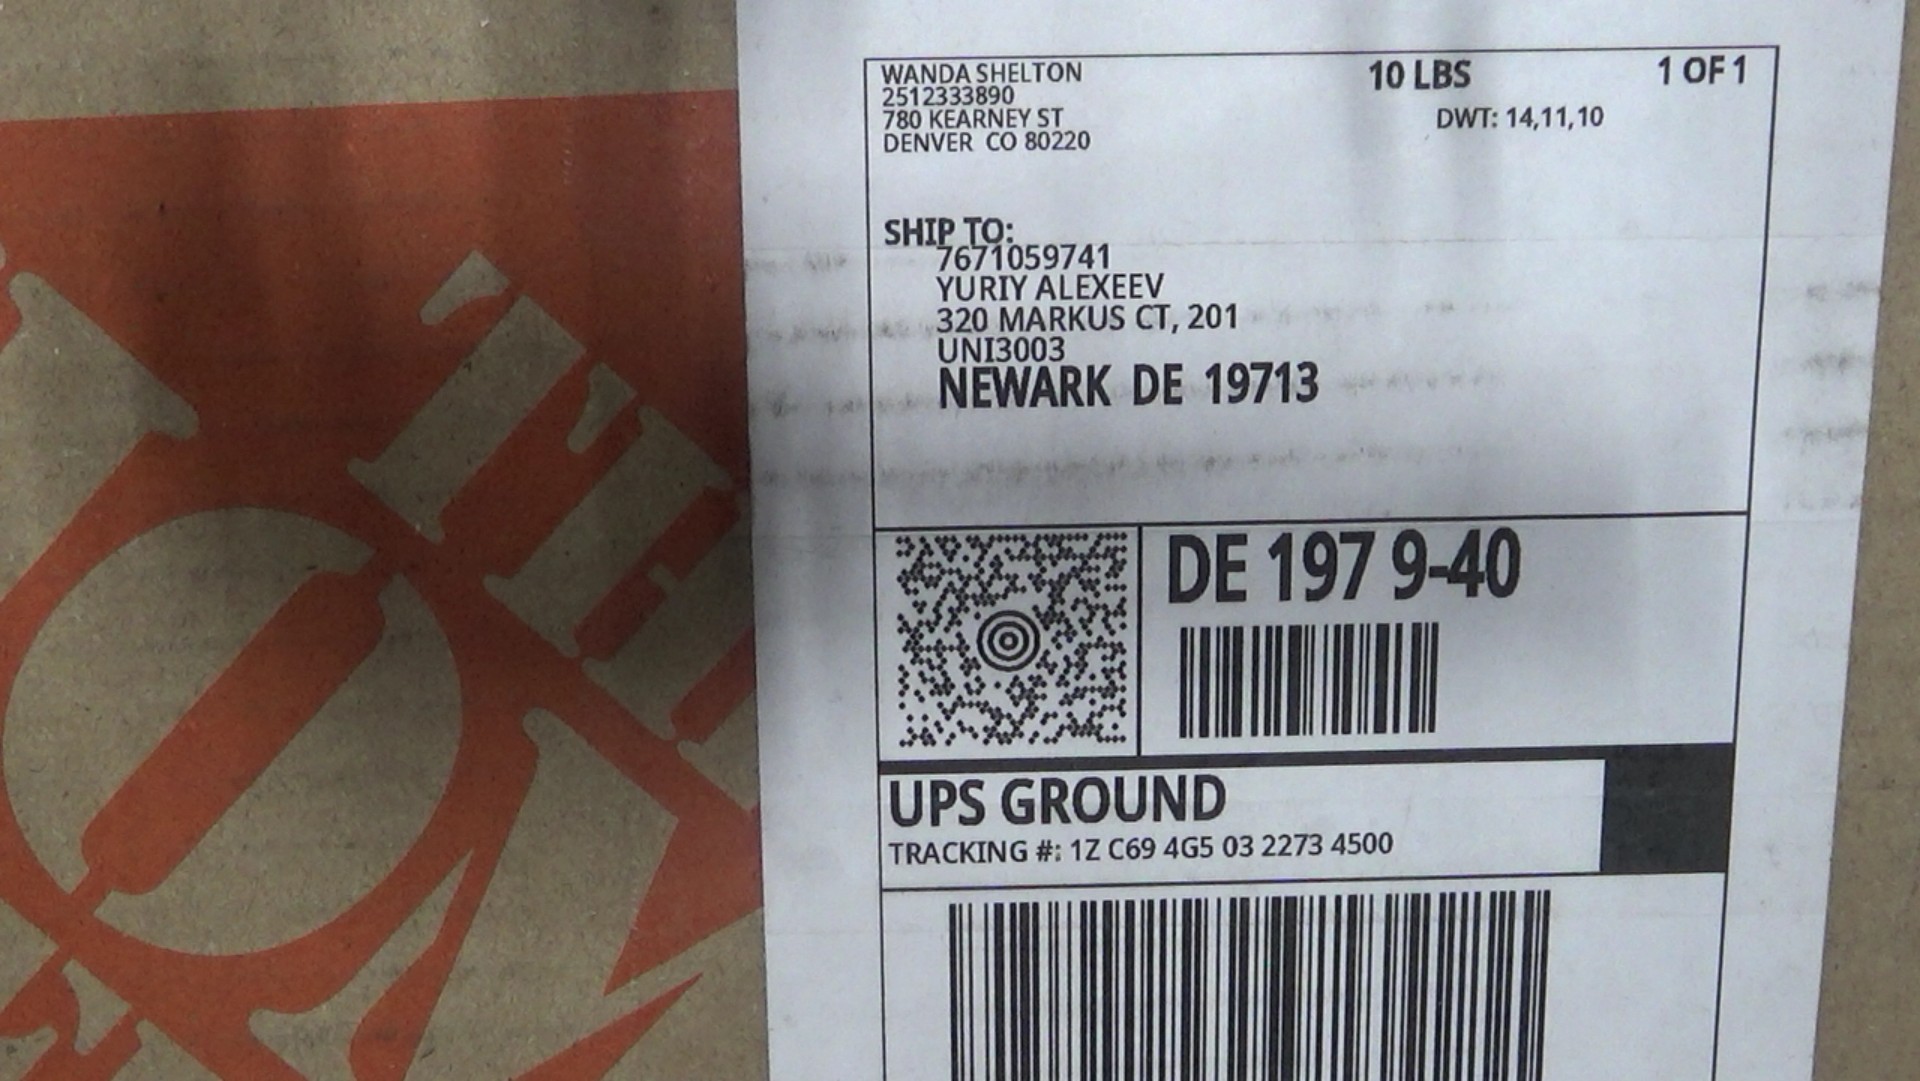 WANDA SHELTON
2512333890
780 KEARNEY ST
DENVER CO 80220
10 LBS
1 OF 1
DWT: 14,11,10
SHIP TO:
7671059741
YURIY ALEXEEV
320 MARKUS CT, 201
UNI3003
NEWARK DE 19713
DE 197 9-40
UPS GROUND
TRACKING #: 1Z C69 4G5 03 2273 4500
THE
HOM